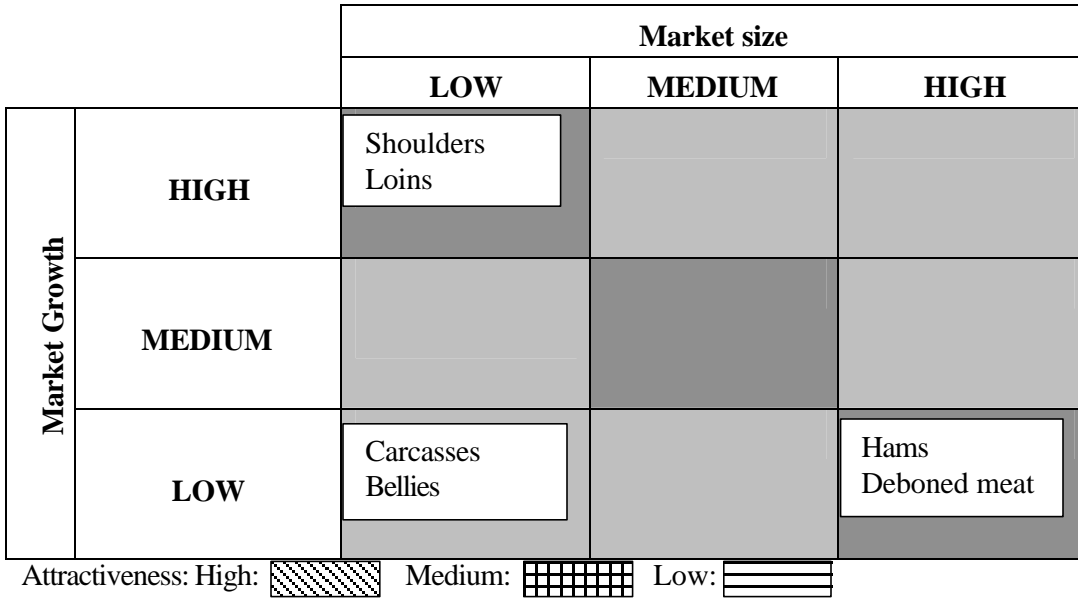 Market size
LOW MEDIUM HIGH
Market Growth
HIGH
Shoulders
Loins
MEDIUM
LOW
Carcasses
Bellies
Hams
Deboned meat
Attractiveness: High: Medium: Low: